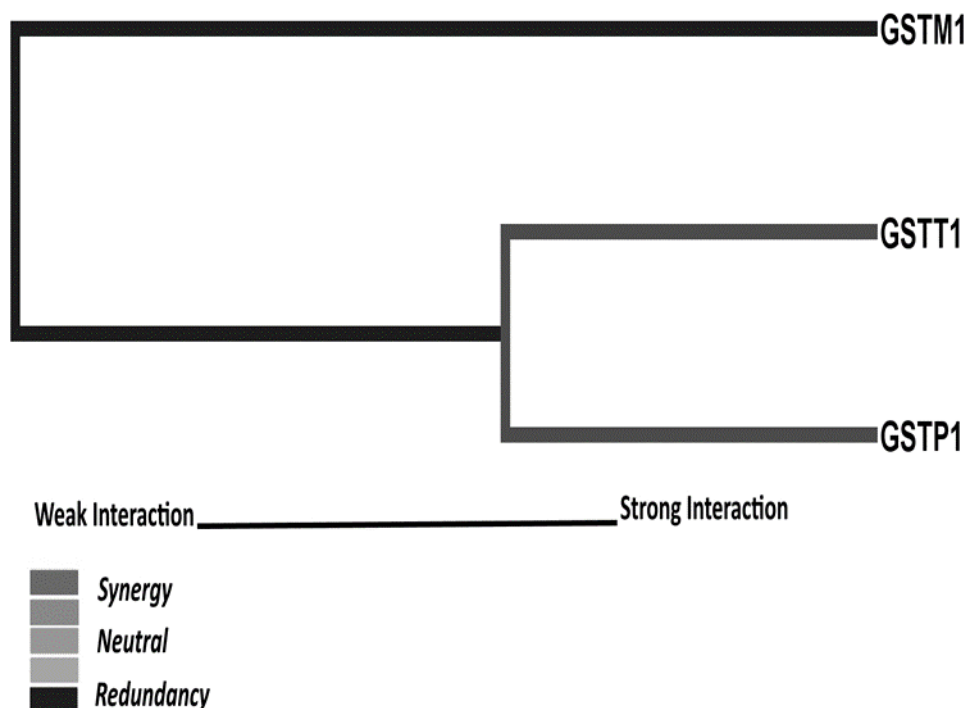 GSTM1
GSTT1
GSTP1
Weak Interaction Strong Interaction
Synergy
Neutral
Redundancy